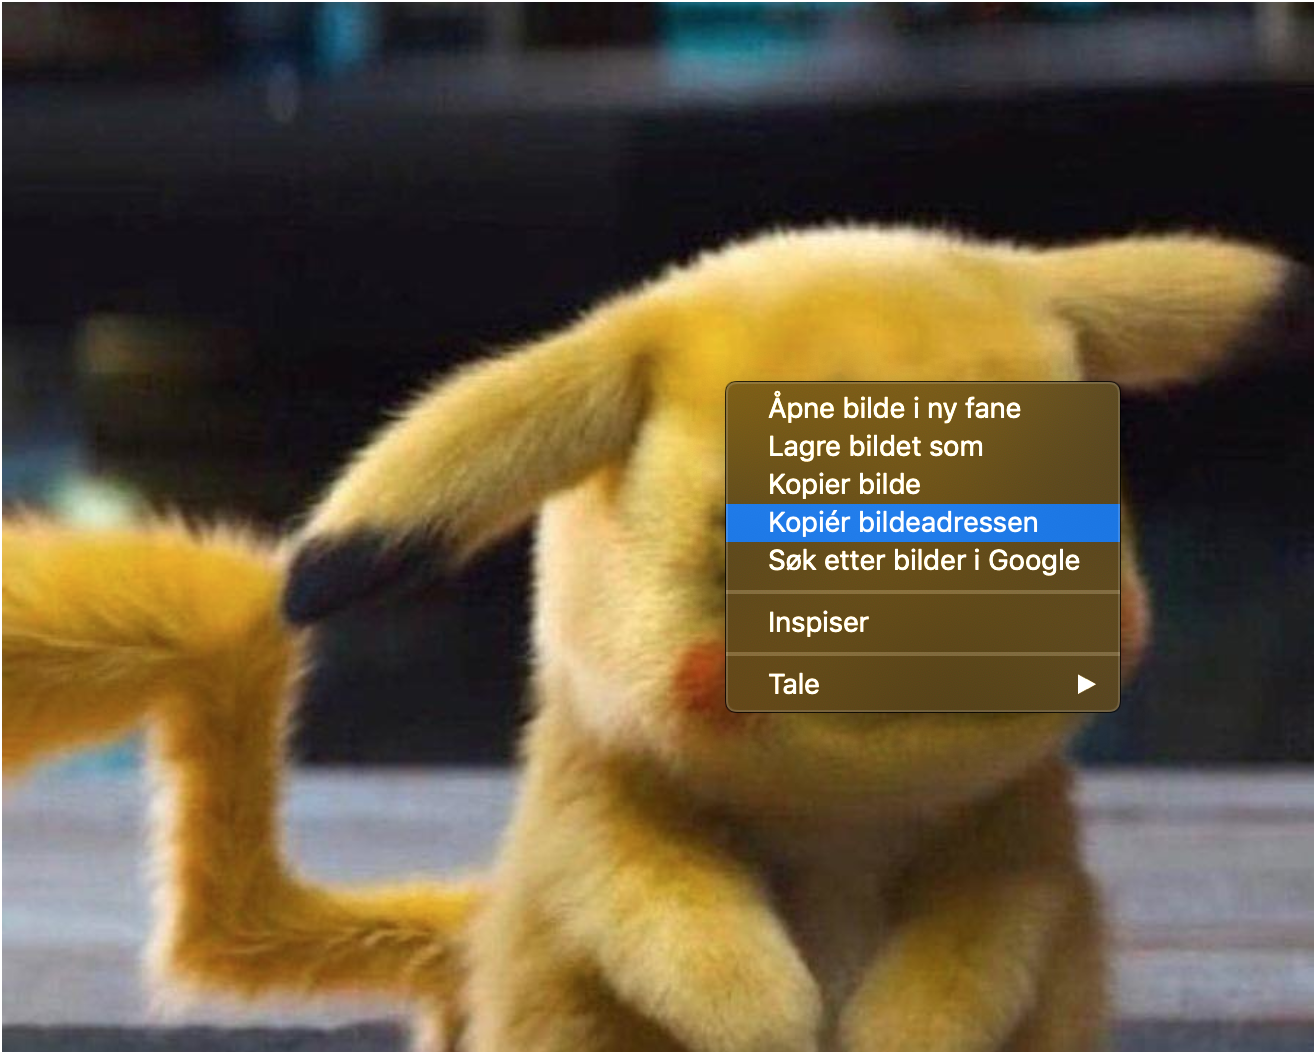 Åpne bilde i ny fane
Lagre bildet som
Kopier bilde
Kopiér bildeadressen
Søk etter bilder i Google
Inspiser
Tale